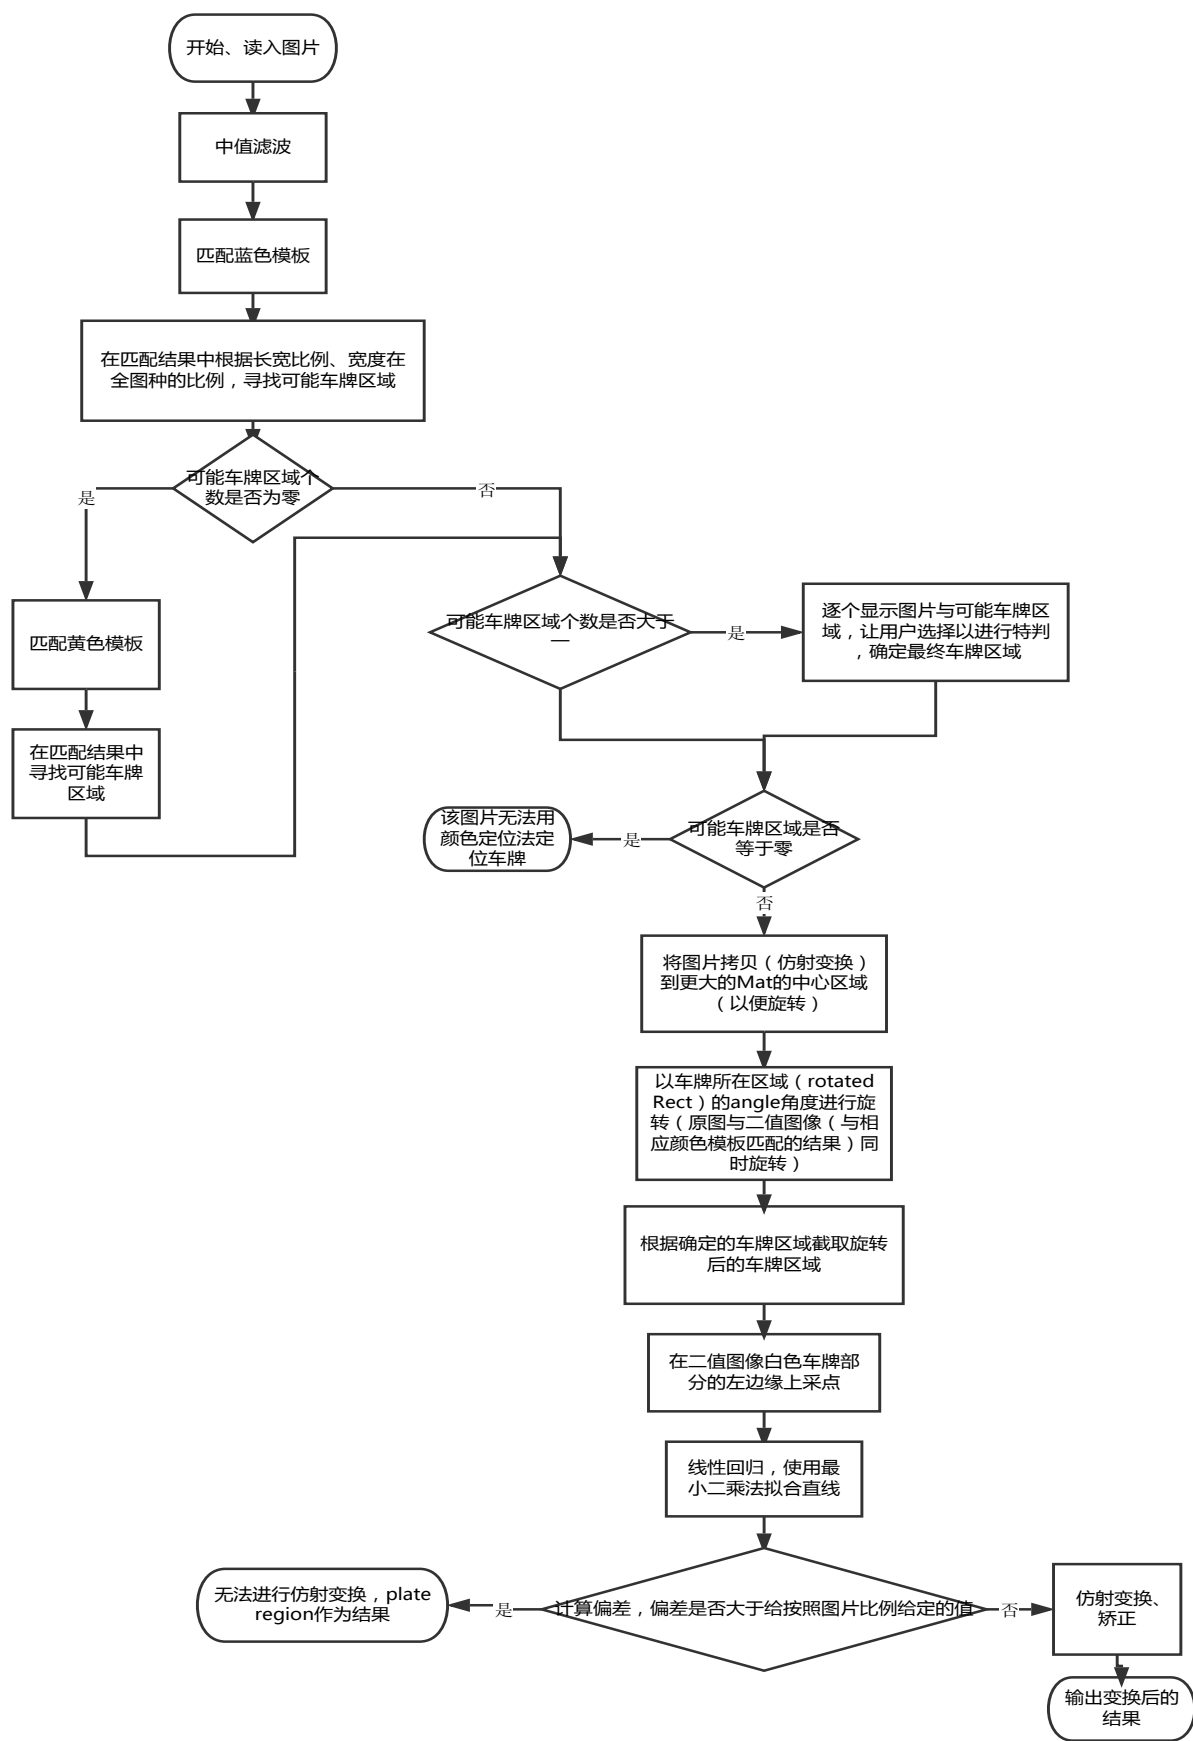 开始、读入图片
中值滤波
匹配蓝色模板
在匹配结果中根据长宽比例、宽度在
全图种的比例，寻找可能车牌区域
可能车牌区域个
数是否为零
是
否
匹配黄色模板
在匹配结果中
寻找可能车牌
区域
可能车牌区域个数是否大于
一
是
逐个显示图片与可能车牌区
域，让用户选择以进行特判
，确定最终车牌区域
可能车牌区域是否
等于零
是
该图片无法用
颜色定位法定
位车牌
否
将图片拷贝（仿射变换）
到更大的Mat的中心区域
（以便旋转）
以车牌所在区域（rotated
Rect）的angle角度进行旋
转（原图与二值图像（与相
应颜色模板匹配的结果）同
时旋转）
根据确定的车牌区域截取旋转
后的车牌区域
在二值图像白色车牌部
分的左边缘上采点
线性回归，使用最
小二乘法拟合直线
计算偏差，偏差是否大于给按照图片比例给定的值
是
无法进行仿射变换，plate
region作为结果
否
仿射变换、
矫正
输出变换后的
结果